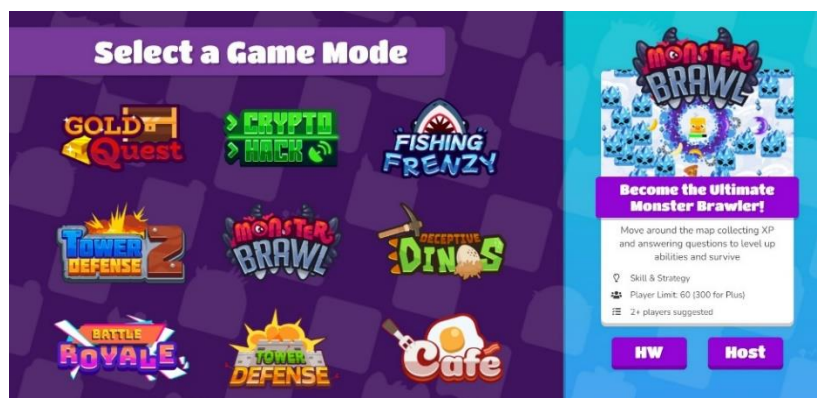 Select a Game Mode
GOLD
Quest
> CRYPTO
> HACK
FISHING
FRENZY
TOWER
DEFENSE 2
MONSTER
BRAWL
DECEPTIVE
DINOS
BATTLE
ROYALE
TOWER
DEFENSE
Café
MONSTER
BRAWL
Become the Ultimate
Monster Brawler!
Move around the map collecting XP
and answering questions to level up
abilities and survive
Skill & Strategy
Player Limit: 60 (300 for Plus)
2+ players suggested
HW
Host